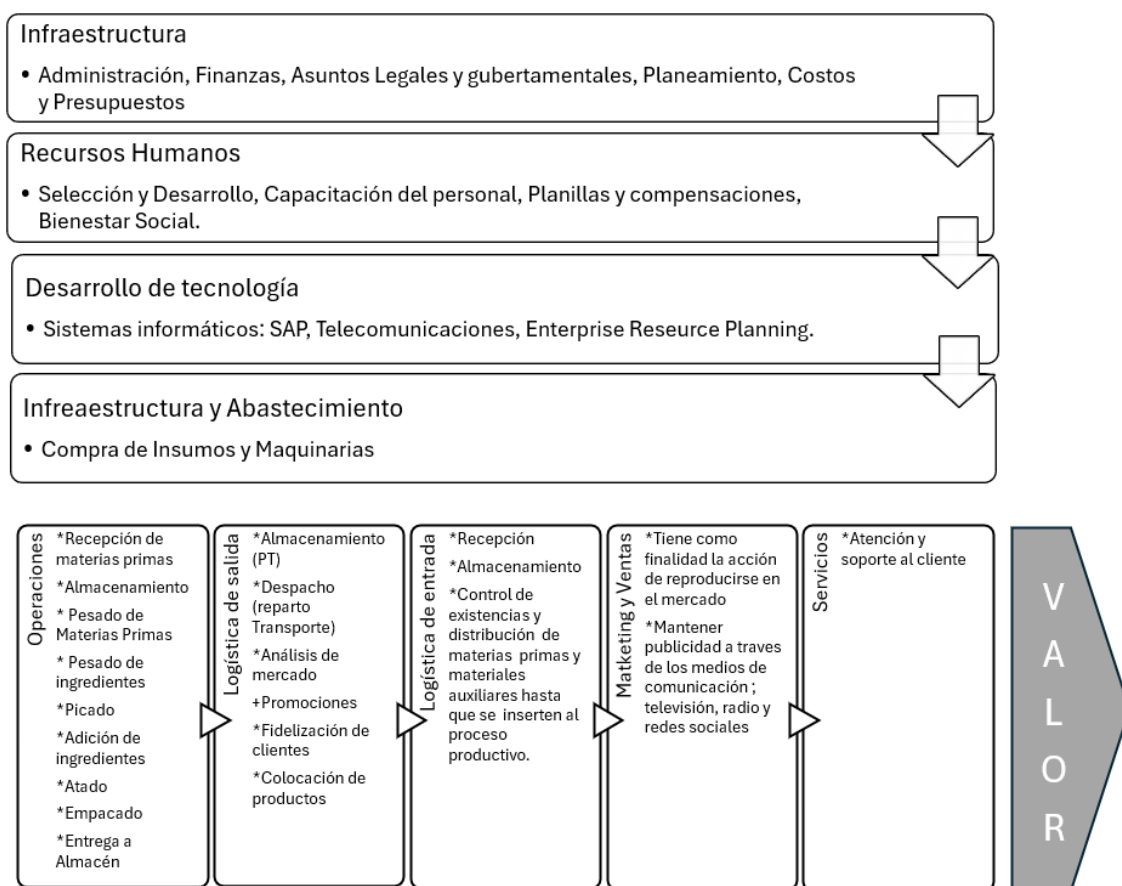 Infraestructura
• Administración, Finanzas, Asuntos Legales y gubertamentales, Planeamiento, Costos
y Presupuestos
Recursos Humanos
• Selección y Desarrollo, Capacitación del personal, Planillas y compensaciones,
Bienestar Social.
Desarrollo de tecnología
• Sistemas informáticos: SAP, Telecomunicaciones, Enterprise Reseurce Planning.
Infreaestructura y Abastecimiento
• Compra de Insumos y Maquinarias
Operaciones
*Recepción de
materias primas
*Almacenamiento
* Pesado de
Materias Primas
* Pesado de
ingredientes
*Picado
*Adición de
ingredientes
*Atado
*Empacado
*Entrega a
Almacén
Logística de salida
*Almacenamiento
(PT)
*Despacho
(reparto
Transporte)
*Análisis de
mercado
+Promociones
*Fidelización de
clientes
*Colocación de
productos
Logística de entrada
*Recepción
*Almacenamiento
*Control de
existencias y
distribución de
materias primas y
materiales
auxiliares hasta
que se inserten al
proceso
productivo.
Matketing y Ventas
*Tiene como
finalidad la acción
de reproducirse en
el mercado
*Mantener
publicidad a traves
de los medios de
comunicación ;
televisión, radio y
redes sociales
Servicios
*Atención y
soporte al cliente
VALOR